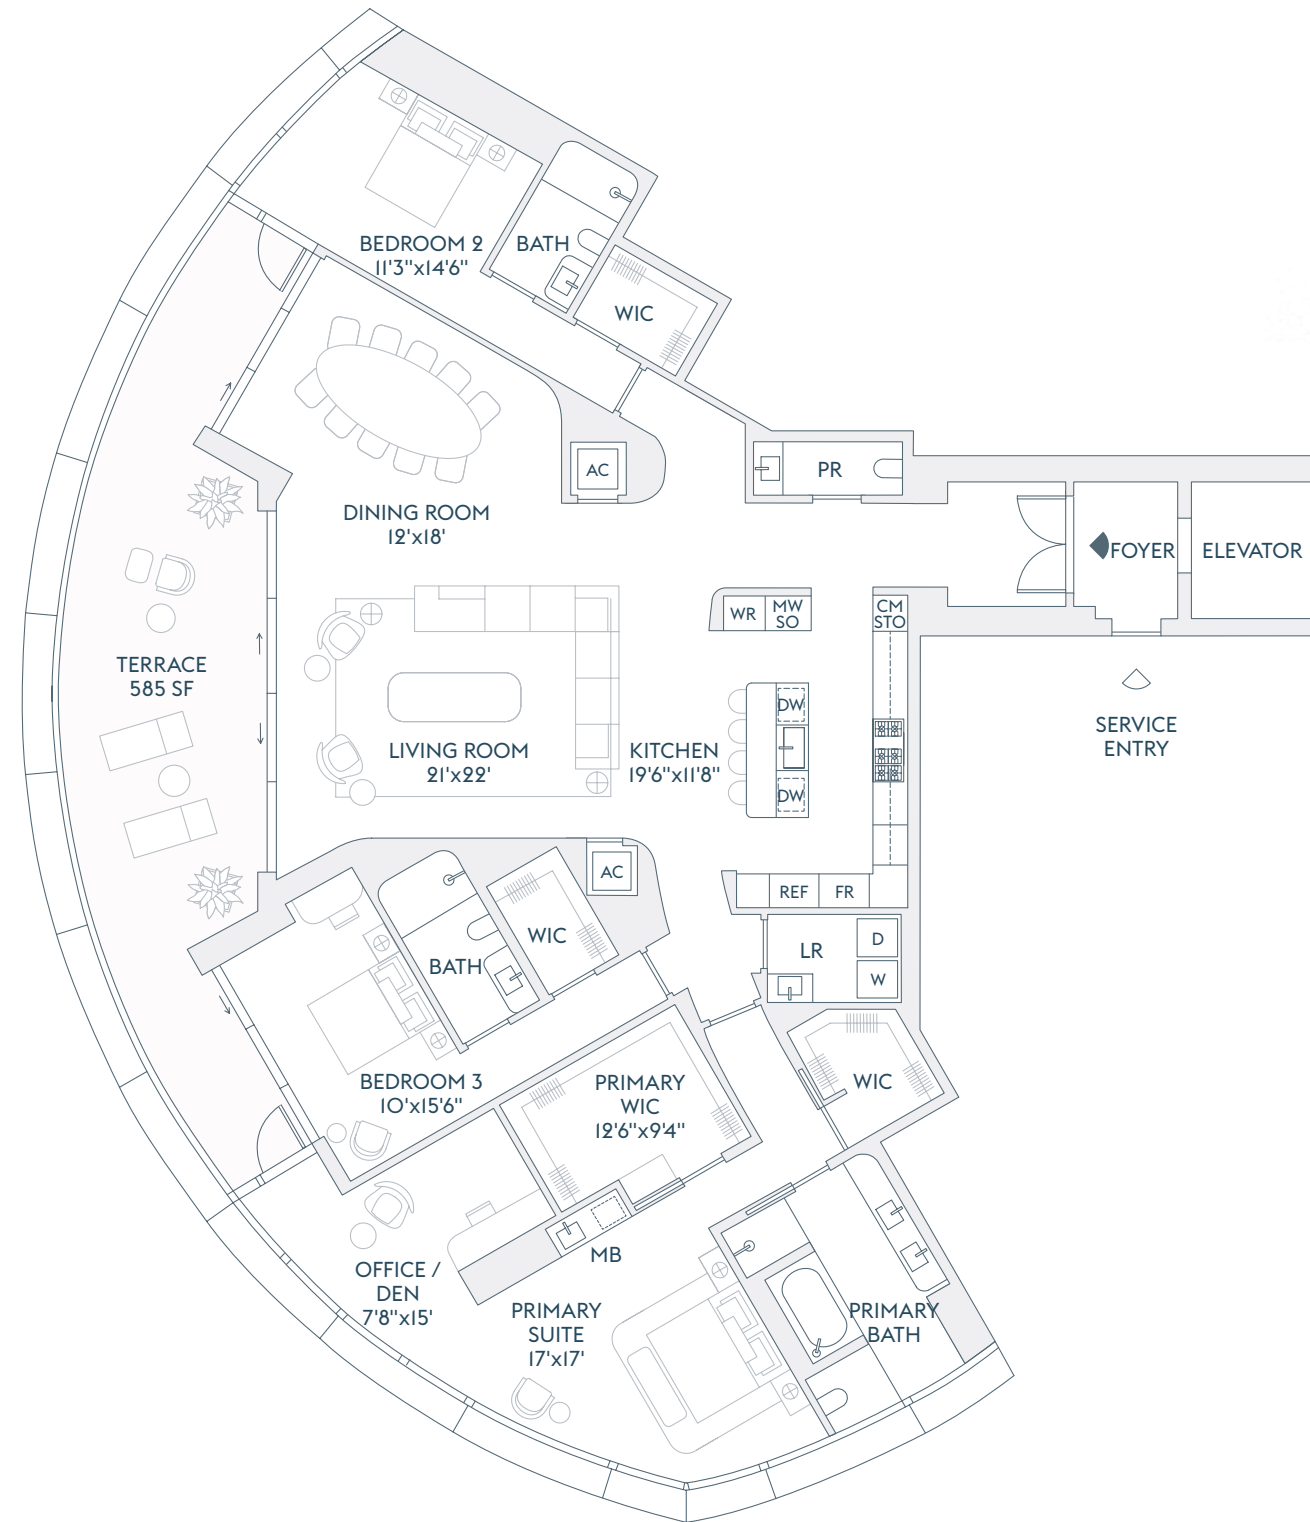 BEDROOM 2
11'3"x14'6"
BATH
WIC
AC
PR
DINING ROOM
12'x18'
FOYER
ELEVATOR
WR
MW
SO
CM
STO
TERRACE
585 SF
DW
LIVING ROOM
21'x22'
KITCHEN
19'6"x11'8"
DW
SERVICE
ENTRY
AC
REF
FR
WIC
BATH
LR
D
W
BEDROOM 3
10'x15'6"
PRIMARY
WIC
12'6"x9'4"
WIC
MB
OFFICE /
DEN
7'8"x15'
PRIMARY
SUITE
17'x17'
PRIMARY
BATH